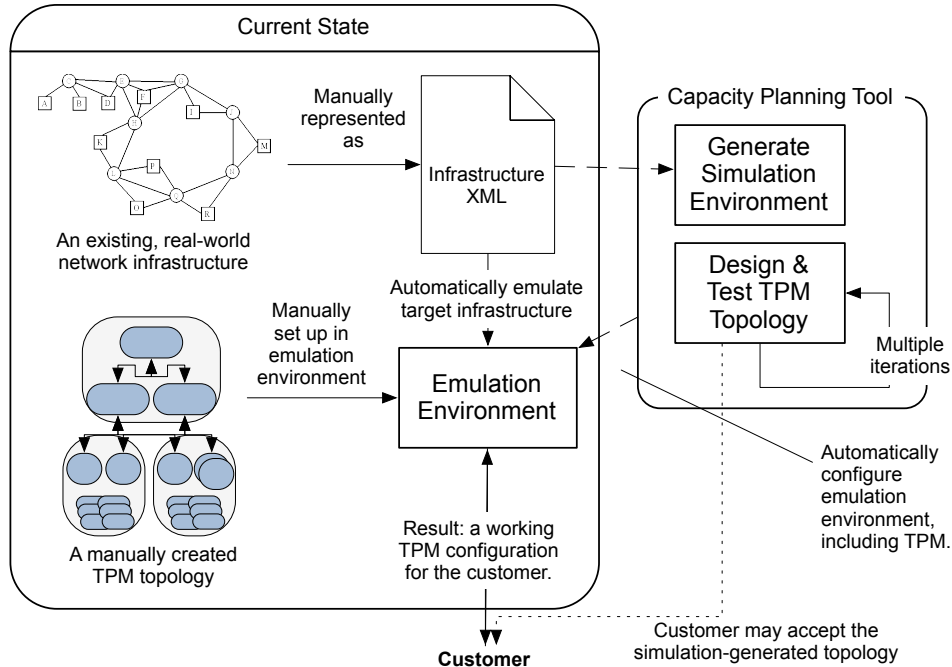 Current State
Manually
represented
as
Infrastructure
XML
An existing, real-world
network infrastructure
Automatically emulate
target infrastructure
Manually
set up in
emulation
environment
Emulation
Environment
A manually created
TPM topology
Result: a working
TPM configuration
for the customer.
Customer
Capacity Planning Tool
Generate
Simulation
Environment
Design &
Test TPM
Topology
Multiple
iterations
Automatically
configure
emulation
environment,
including TPM.
Customer may accept the
simulation-generated topology
A
B
D
F
I
K
M
P
O
R